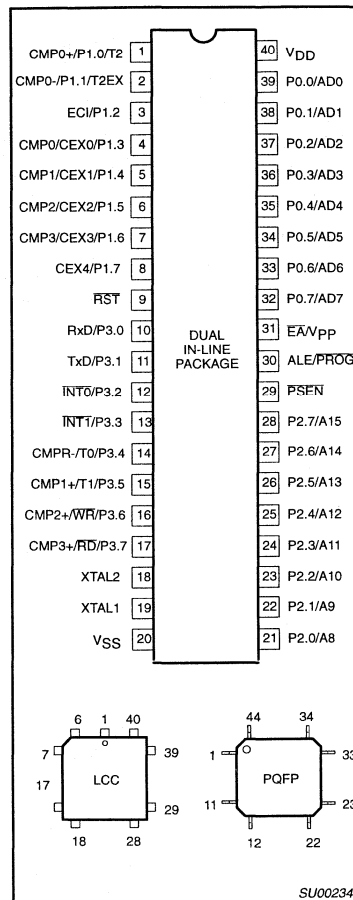 CMP0+/P1.0/T2 1 40 VDD
CMP0-/P1.1/T2EX 2 39 P0.0/AD0
ECI/P1.2 3 38 P0.1/AD1
CMP0/CEX0/P1.3 4 37 P0.2/AD2
CMP1/CEX1/P1.4 5 36 P0.3/AD3
CMP2/CEX2/P1.5 6 35 P0.4/AD4
CMP3/CEX3/P1.6 7 34 P0.5/AD5
CEX4/P1.7 8 33 P0.6/AD6
RST 9 32 P0.7/AD7
RxD/P3.0 10 31 EA/VPP
TxD/P3.1 11 30 ALE/PROG
INT0/P3.2 12 29 PSEN
INT1/P3.3 13 28 P2.7/A15
CMPR-/T0/P3.4 14 27 P2.6/A14
CMP1+/T1/P3.5 15 26 P2.5/A13
CMP2+/WR/P3.6 16 25 P2.4/A12
CMP3+/RD/P3.7 17 24 P2.3/A11
XTAL2 18 23 P2.2/A10
XTAL1 19 22 P2.1/A9
VSS 20 21 P2.0/A8
DUAL
IN-LINE
PACKAGE
6 1 40
7 39
17 LCC
29
18 28
44 34
1 33
PQFP
11 23
12 22
SU00234